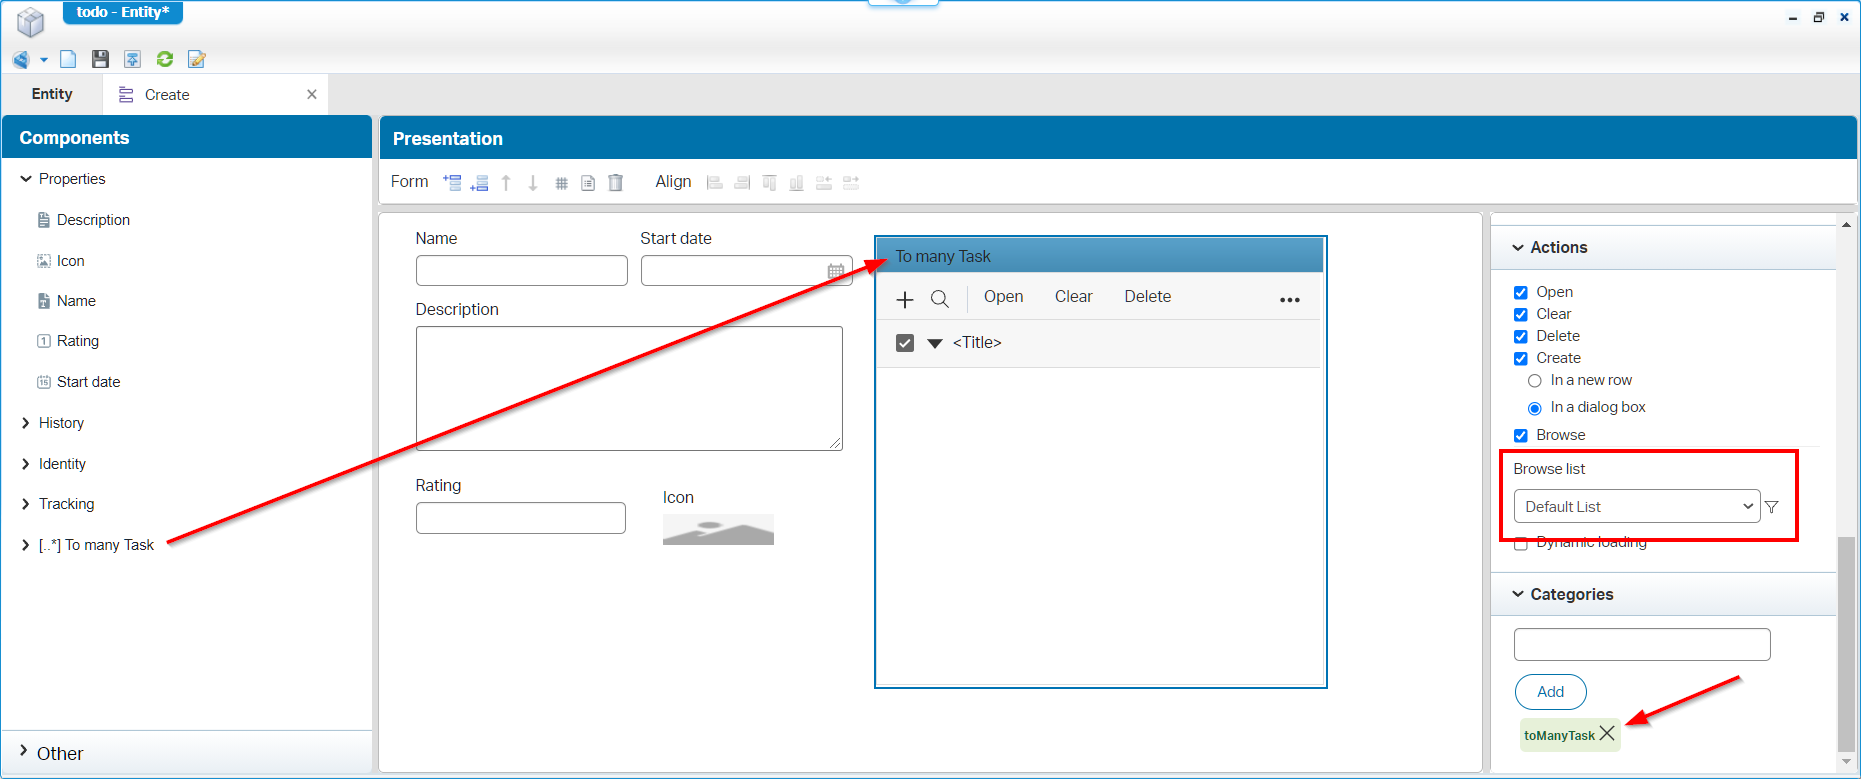 todo - Entity*
Entity
Create
Components
Properties
Description
Icon
Name
Rating
Start date
History
Identity
Tracking
[..*] To many Task
Other
Presentation
Form
Align
Name
Start date
Description
Rating
Icon
To many Task
Open Clear Delete
<Title>
Actions
Open
Clear
Delete
Create
In a new row
In a dialog box
Browse
Browse list
Default List
Dynamic loading
Categories
Add
toManyTask